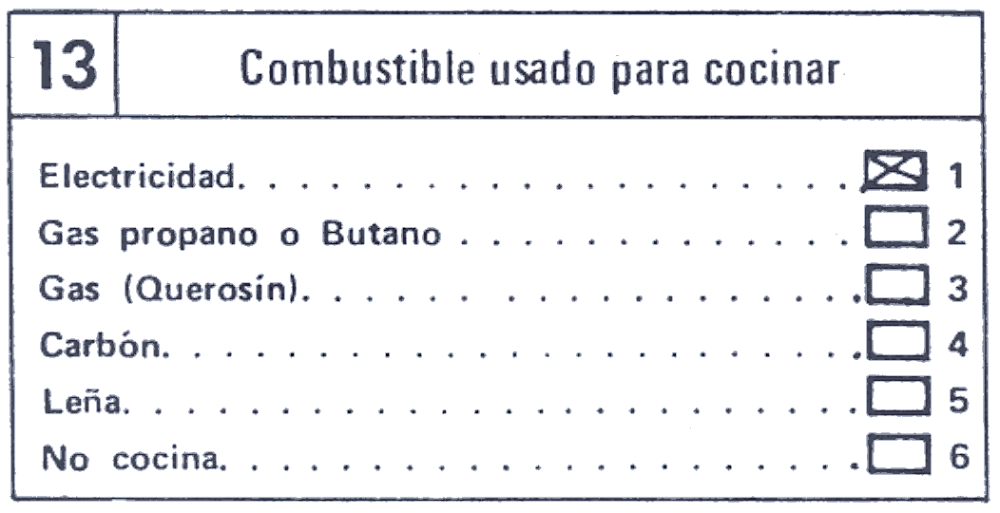 13 Combustible usado para cocinar
Electricidad. . . . . . . . . . . . . . . . . . . . . ☒ 1
Gas propano o Butano . . . . . . . . . . . . . . ☐ 2
Gas (Querosín). . . . . . . . . . . . . . . . . . ☐ 3
Carbón. . . . . . . . . . . . . . . . . . . . . . . ☐ 4
Leña. . . . . . . . . . . . . . . . . . . . . . . . ☐ 5
No cocina. . . . . . . . . . . . . . . . . . . . . ☐ 6